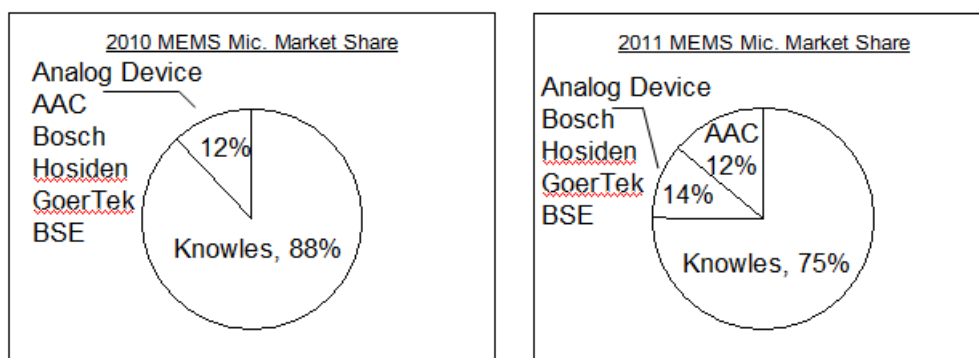 2010 MEMS Mic. Market Share
Analog Device
AAC
Bosch
Hosiden
GoerTek
BSE
12%
Knowles, 88%
2011 MEMS Mic. Market Share
Analog Device
Bosch
Hosiden
GoerTek
BSE
AAC
12%
14%
Knowles, 75%